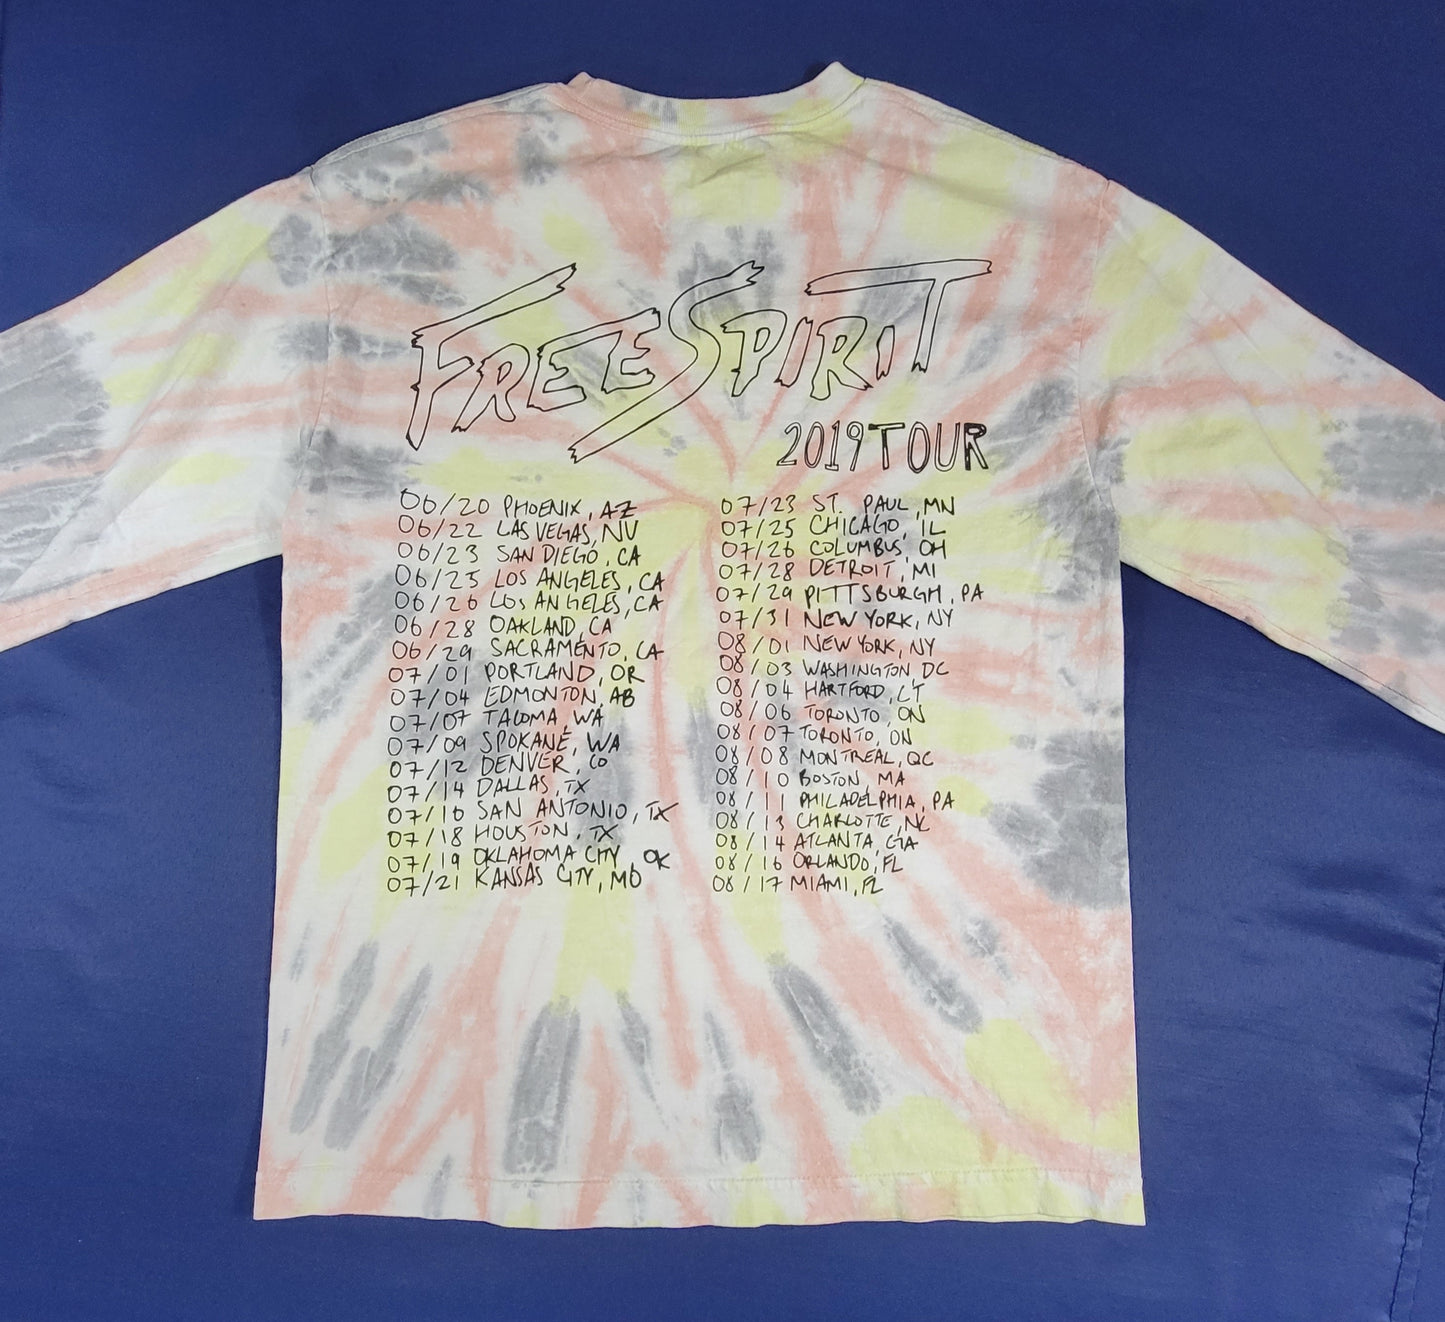 FREE SPIRIT
2019 TOUR
06/20 PHOENIX, AZ
06/22 LAS VEGAS, NV
06/23 SAN DIEGO, CA
06/25 LOS ANGELES, CA
06/26 LOS ANGELES, CA
06/28 OAKLAND, CA
06/29 SACRAMENTO, CA
07/01 PORTLAND, OR
07/04 EDMONTON, AB
07/07 TACOMA, WA
07/09 SPOKANE, WA
07/12 DENVER, CO
07/14 DALLAS, TX
07/16 SAN ANTONIO, TX
07/18 HOUSTON, TX
07/19 OKLAHOMA CITY, OK
07/21 KANSAS CITY, MO
07/23 ST. PAUL, MN
07/25 CHICAGO, IL
07/26 COLUMBUS, OH
07/28 DETROIT, MI
07/29 PITTSBURGH, PA
07/31 NEW YORK, NY
08/01 NEW YORK, NY
08/03 WASHINGTON DC
08/04 HARTFORD, CT
08/06 TORONTO, ON
08/07 TORONTO, ON
08/08 MONTREAL, QC
08/10 BOSTON, MA
08/11 PHILADELPHIA, PA
08/13 CHARLOTTE, NC
08/14 ATLANTA, GA
08/16 ORLANDO, FL
08/17 MIAMI, FL